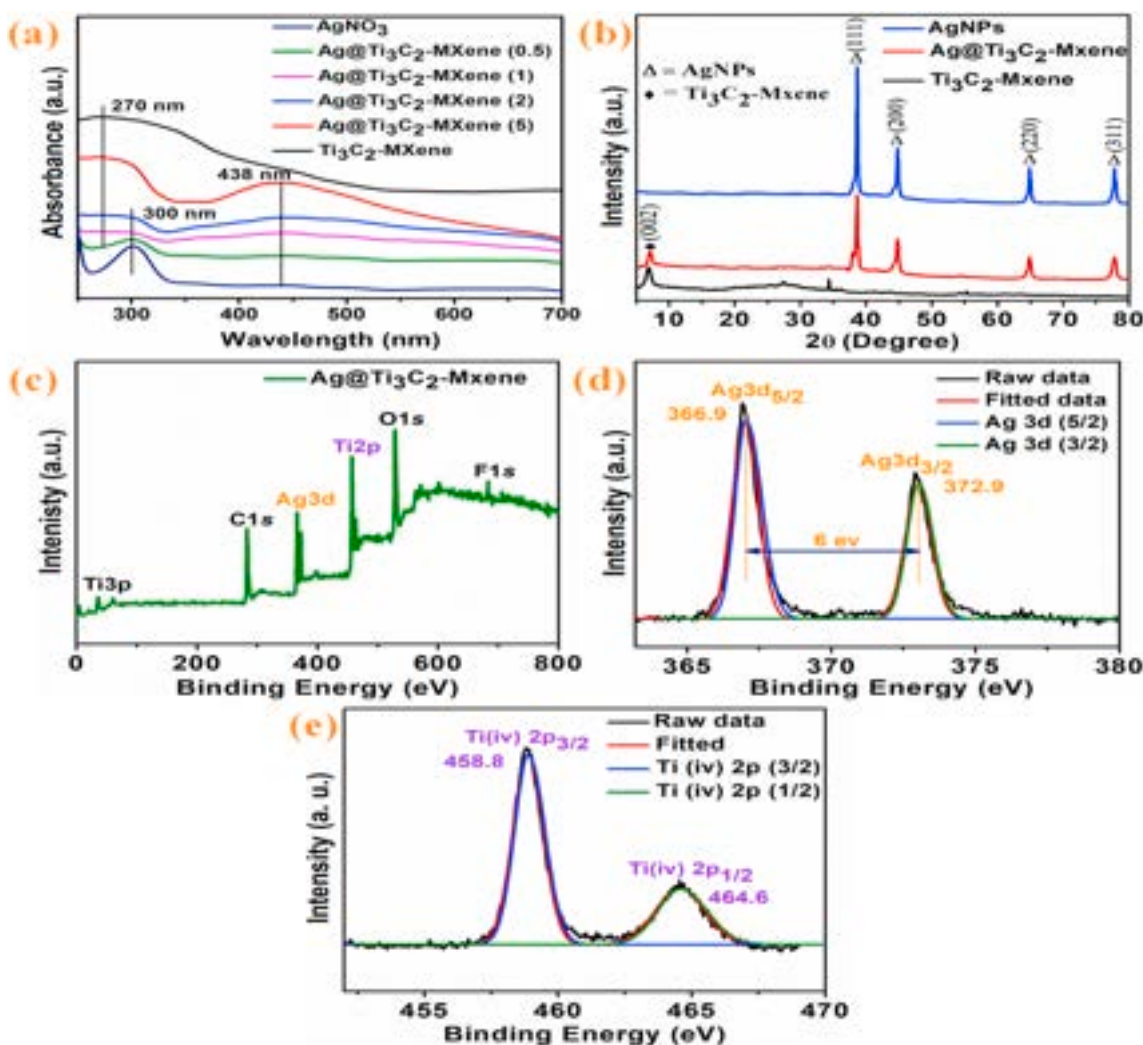 (a)
AgNO₃
Ag@Ti₃C₂-MXene (0.5)
Ag@Ti₃C₂-MXene (1)
Ag@Ti₃C₂-MXene (2)
Ag@Ti₃C₂-MXene (5)
Ti₃C₂-MXene
270 nm
438 nm
300 nm
Absorbance (a.u.)
300 400 500 600 700
Wavelength (nm)
(b)
AgNPs
Ag@Ti₃C₂-Mxene
Ti₃C₂-Mxene
Δ = AgNPs
♦ = Ti₃C₂-Mxene
♦(002)
Δ(111)
Δ(200)
Δ(220)
Δ(311)
Intensity (a.u.)
10 20 30 40 50 60 70 80
2θ (Degree)
(c)
Ag@Ti₃C₂-Mxene
Ti3p
C1s
Ag3d
Ti2p
O1s
F1s
Intenisty (a.u.)
0 200 400 600 800
Binding Energy (eV)
(d)
Raw data
Fitted data
Ag 3d (5/2)
Ag 3d (3/2)
Ag3d₅/₂
366.9
Ag3d₃/₂
372.9
6 ev
Intensity (a.u.)
365 370 375 380
Binding Energy (eV)
(e)
Raw data
Fitted
Ti (iv) 2p (3/2)
Ti (iv) 2p (1/2)
Ti(iv) 2p₃/₂
458.8
Ti(iv) 2p₁/₂
464.6
Intensity (a. u.)
455 460 465 470
Binding Energy (eV)